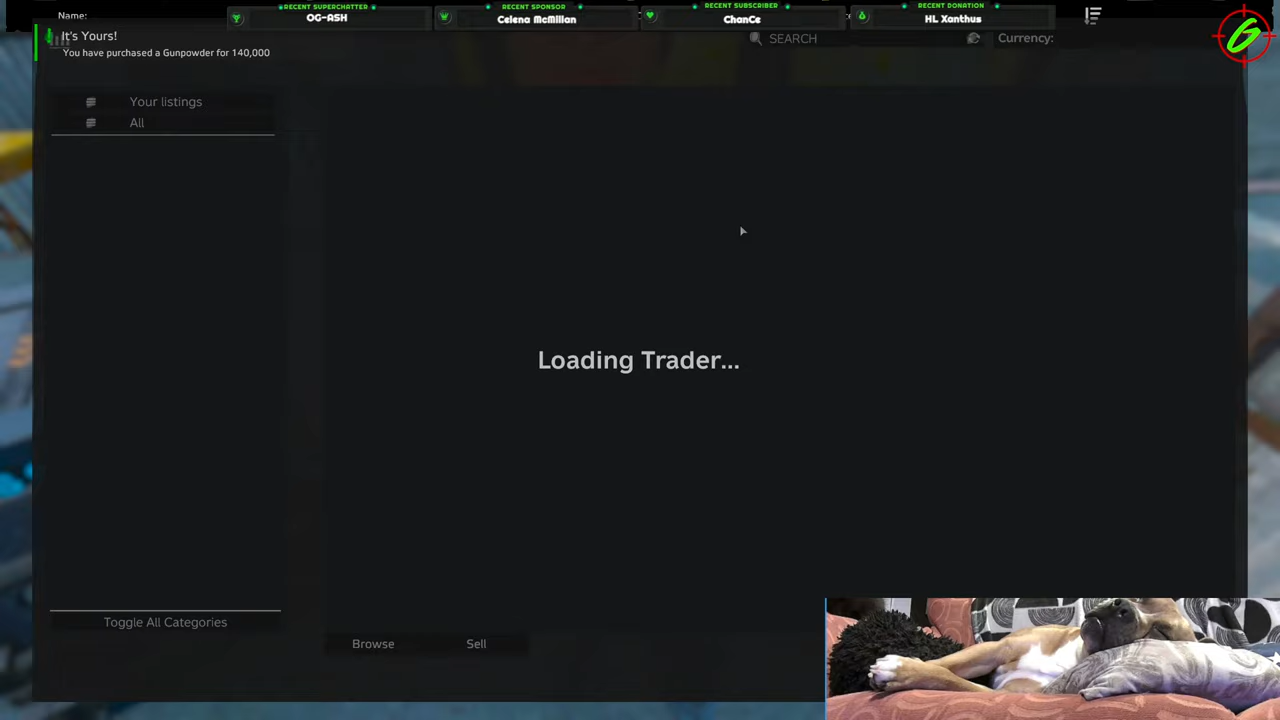 Name:
RECENT SUPERCHATTER
OG-ASH
RECENT SPONSOR
Celena McMillan
RECENT SUBSCRIBER
ChanCe
RECENT DONATION
HL Xanthus
It's Yours!
You have purchased a Gunpowder for 140,000
SEARCH
Currency:
Your listings
All
Loading Trader...
Toggle All Categories
Browse
Sell